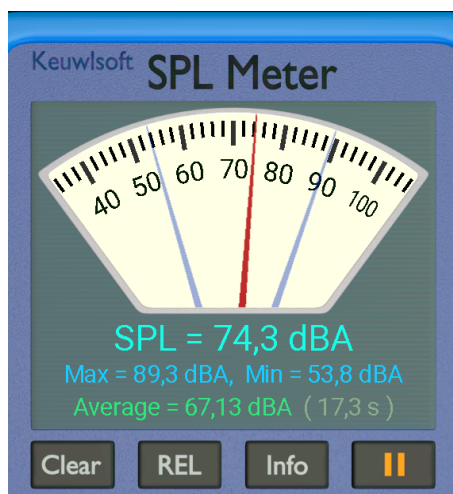 Keuwlsoft SPL Meter
40 50 60 70 80 90 100
SPL = 74,3 dBA
Max = 89,3 dBA, Min = 53,8 dBA
Average = 67,13 dBA ( 17,3 s )
Clear REL Info